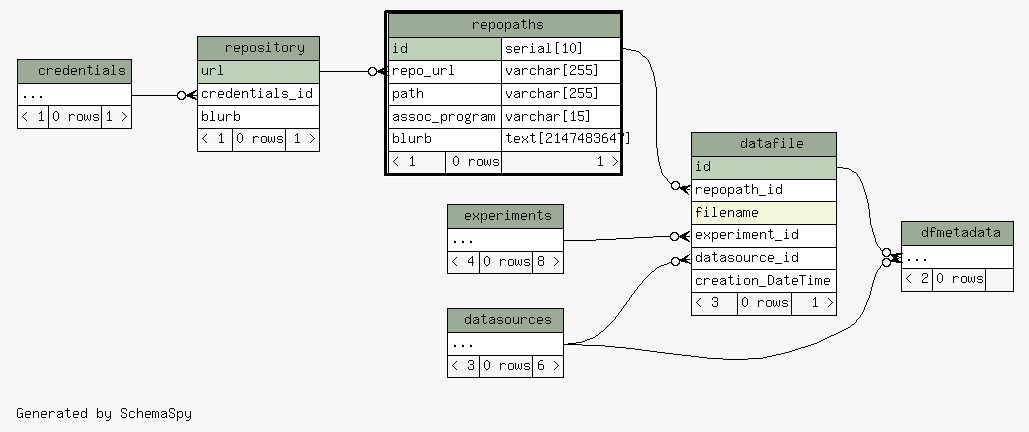 credentials
...
< 1 0 rows 1 >
repository
url
credentials_id
blurb
< 1 0 rows 1 >
repopaths
id serial[10]
repo_url varchar[255]
path varchar[255]
assoc_program varchar[15]
blurb text[2147483647]
< 1 0 rows 1 >
experiments
...
< 4 0 rows 8 >
datasources
...
< 3 0 rows 6 >
datafile
id
repopath_id
filename
experiment_id
datasource_id
creation_DateTime
< 3 0 rows 1 >
dfmetadata
...
< 2 0 rows
Generated by SchemaSpy